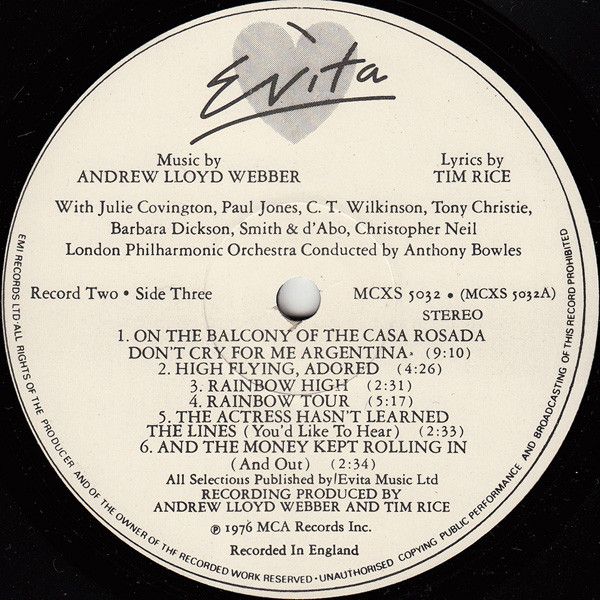 Evita
Music by
ANDREW LLOYD WEBBER
Lyrics by
TIM RICE
With Julie Covington, Paul Jones, C. T. Wilkinson, Tony Christie,
Barbara Dickson, Smith & d'Abo, Christopher Neil
London Philharmonic Orchestra Conducted by Anthony Bowles
Record Two • Side Three
MCXS 5032 • (MCXS 5032A)
STEREO
1. ON THE BALCONY OF THE CASA ROSADA
DON'T CRY FOR ME ARGENTINA (9:10)
2. HIGH FLYING, ADORED (4:26)
3. RAINBOW HIGH (2:31)
4. RAINBOW TOUR (5:17)
5. THE ACTRESS HASN'T LEARNED
THE LINES (You'd Like To Hear) (2:33)
6. AND THE MONEY KEPT ROLLING IN
(And Out) (2:34)
All Selections Published by/Evita Music Ltd
RECORDING PRODUCED BY
ANDREW LLOYD WEBBER AND TIM RICE
℗ 1976 MCA Records Inc.
Recorded In England
EMI RECORDS LTD·ALL RIGHTS OF THE PRODUCER AND OF THE OWNER OF THE RECORDED WORK RESERVED·UNAUTHORISED COPYING PUBLIC PERFORMANCE AND BROADCASTING OF THIS RECORD PROHIBITED